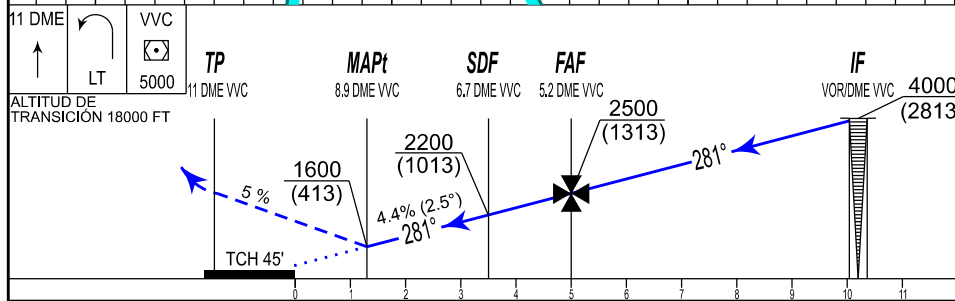 11 DME
LT
VVC
5000
ALTITUD DE
TRANSICIÓN 18000 FT
TP
11 DME VVC
MAPt
8.9 DME VVC
SDF
6.7 DME VVC
FAF
5.2 DME VVC
IF
VOR/DME VVC
4000
(2813
2500
(1313)
2200
(1013)
1600
(413)
281°
281°
4.4% (2.5°)
5 %
TCH 45'
0 1 2 3 4 5 6 7 8 9 10 11